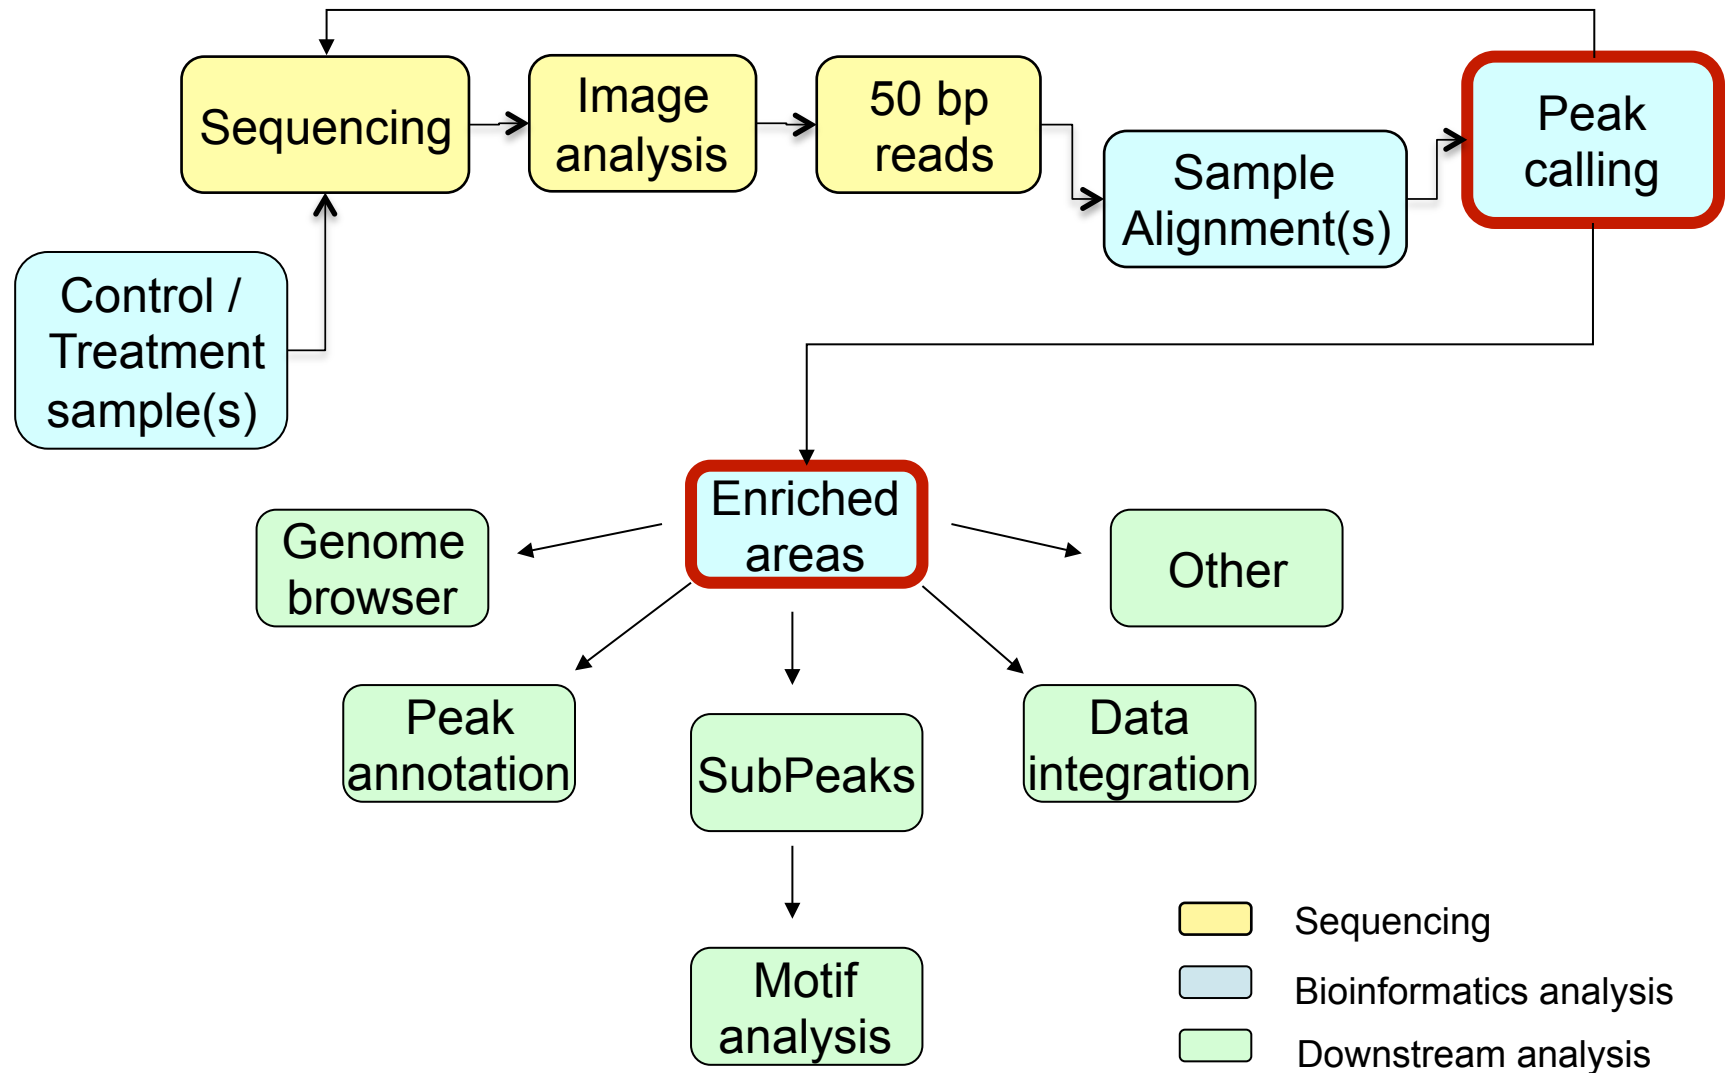 Sequencing
Image
analysis
50 bp
reads
Sample
Alignment(s)
Peak
calling
Control /
Treatment
sample(s)
Enriched
areas
Genome
browser
Other
Peak
annotation
SubPeaks
Data
integration
Motif
analysis
Sequencing
Bioinformatics analysis
Downstream analysis